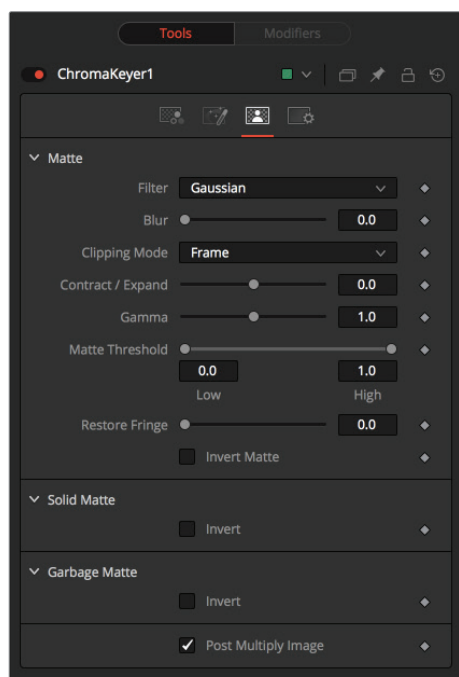 Tools Modifiers
ChromaKeyer1
Matte
Filter Gaussian
Blur 0.0
Clipping Mode Frame
Contract / Expand 0.0
Gamma 1.0
Matte Threshold
0.0 1.0
Low High
Restore Fringe 0.0
Invert Matte
Solid Matte
Invert
Garbage Matte
Invert
Post Multiply Image